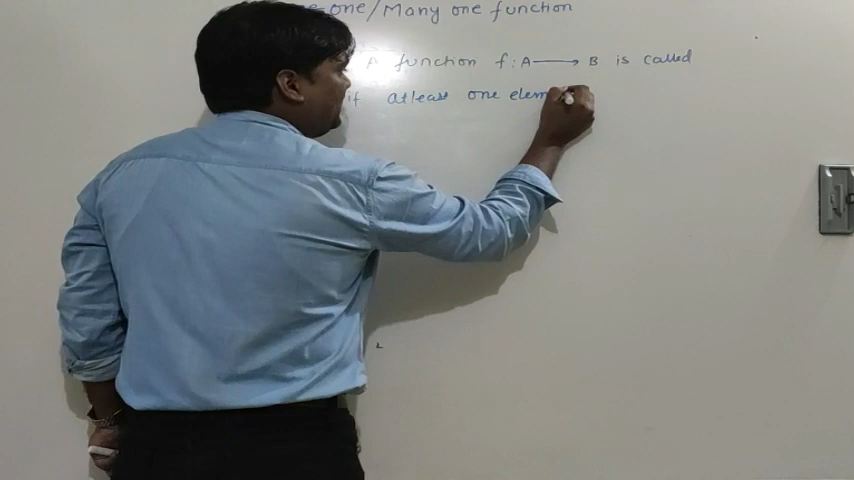 e-one/Many one function
A function f: A ⟶ B is called
if atleast one elem